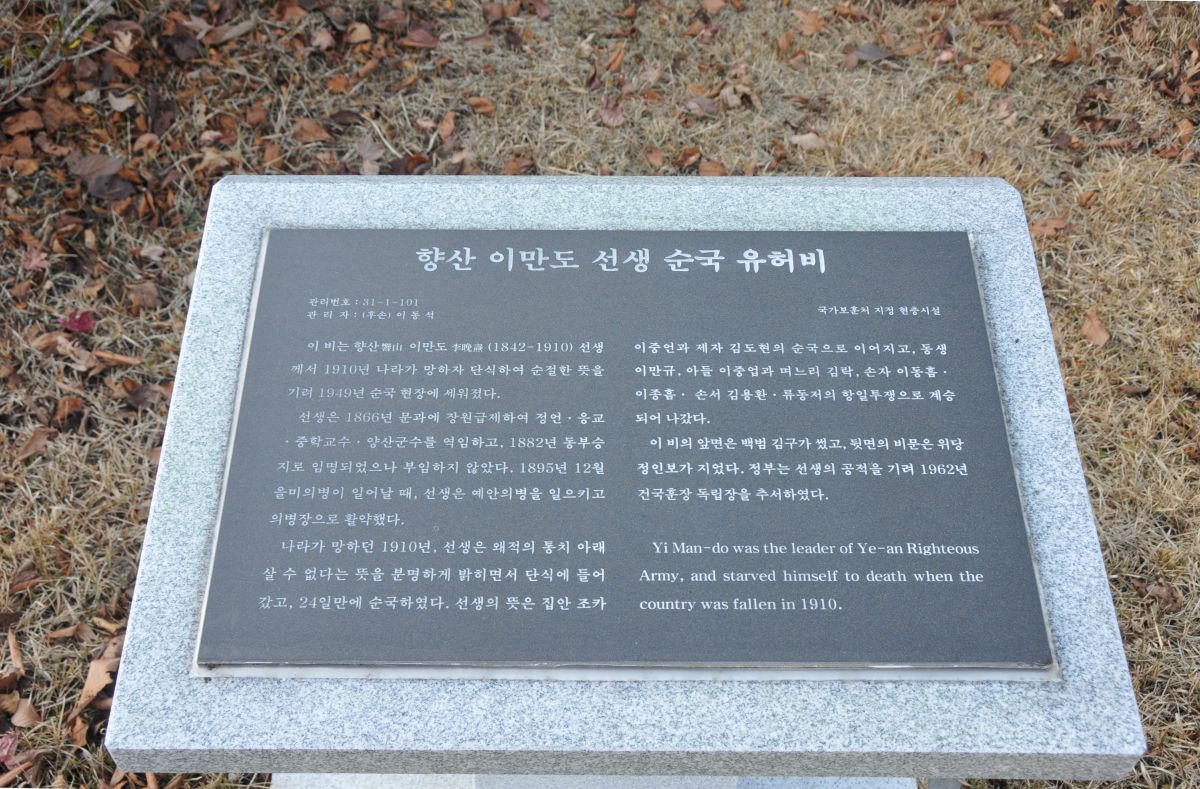 향산 이만도 선생 순국 유허비
관리번호 : 31-1-101
관 리 자 : (후손) 이 동 석
국가보훈처 지정 현충시설
이 비는 향산響山 이만도李晩燾 (1842-1910) 선생
께서 1910년 나라가 망하자 단식하여 순절한 뜻을
기려 1949년 순국 현장에 세워졌다.
선생은 1866년 문과에 장원급제하여 정언 · 응교
· 중학교수 · 양산군수를 역임하고, 1882년 동부승
지로 임명되었으나 부임하지 않았다. 1895년 12월
을미의병이 일어날 때, 선생은 예안의병을 일으키고
의병장으로 활약했다.
나라가 망하던 1910년, 선생은 왜적의 통치 아래
살 수 없다는 뜻을 분명하게 밝히면서 단식에 들어
갔고, 24일만에 순국하였다. 선생의 뜻은 집안 조카
이중언과 제자 김도현의 순국으로 이어지고, 동생
이만규, 아들 이중업과 며느리 김락, 손자 이동흠 ·
이종흠 · 손서 김용환 · 류동저의 항일투쟁으로 계승
되어 나갔다.
이 비의 앞면은 백범 김구가 썼고, 뒷면의 비문은 위당
정인보가 지었다. 정부는 선생의 공적을 기려 1962년
건국훈장 독립장을 추서하였다.
Yi Man-do was the leader of Ye-an Righteous
Army, and starved himself to death when the
country was fallen in 1910.